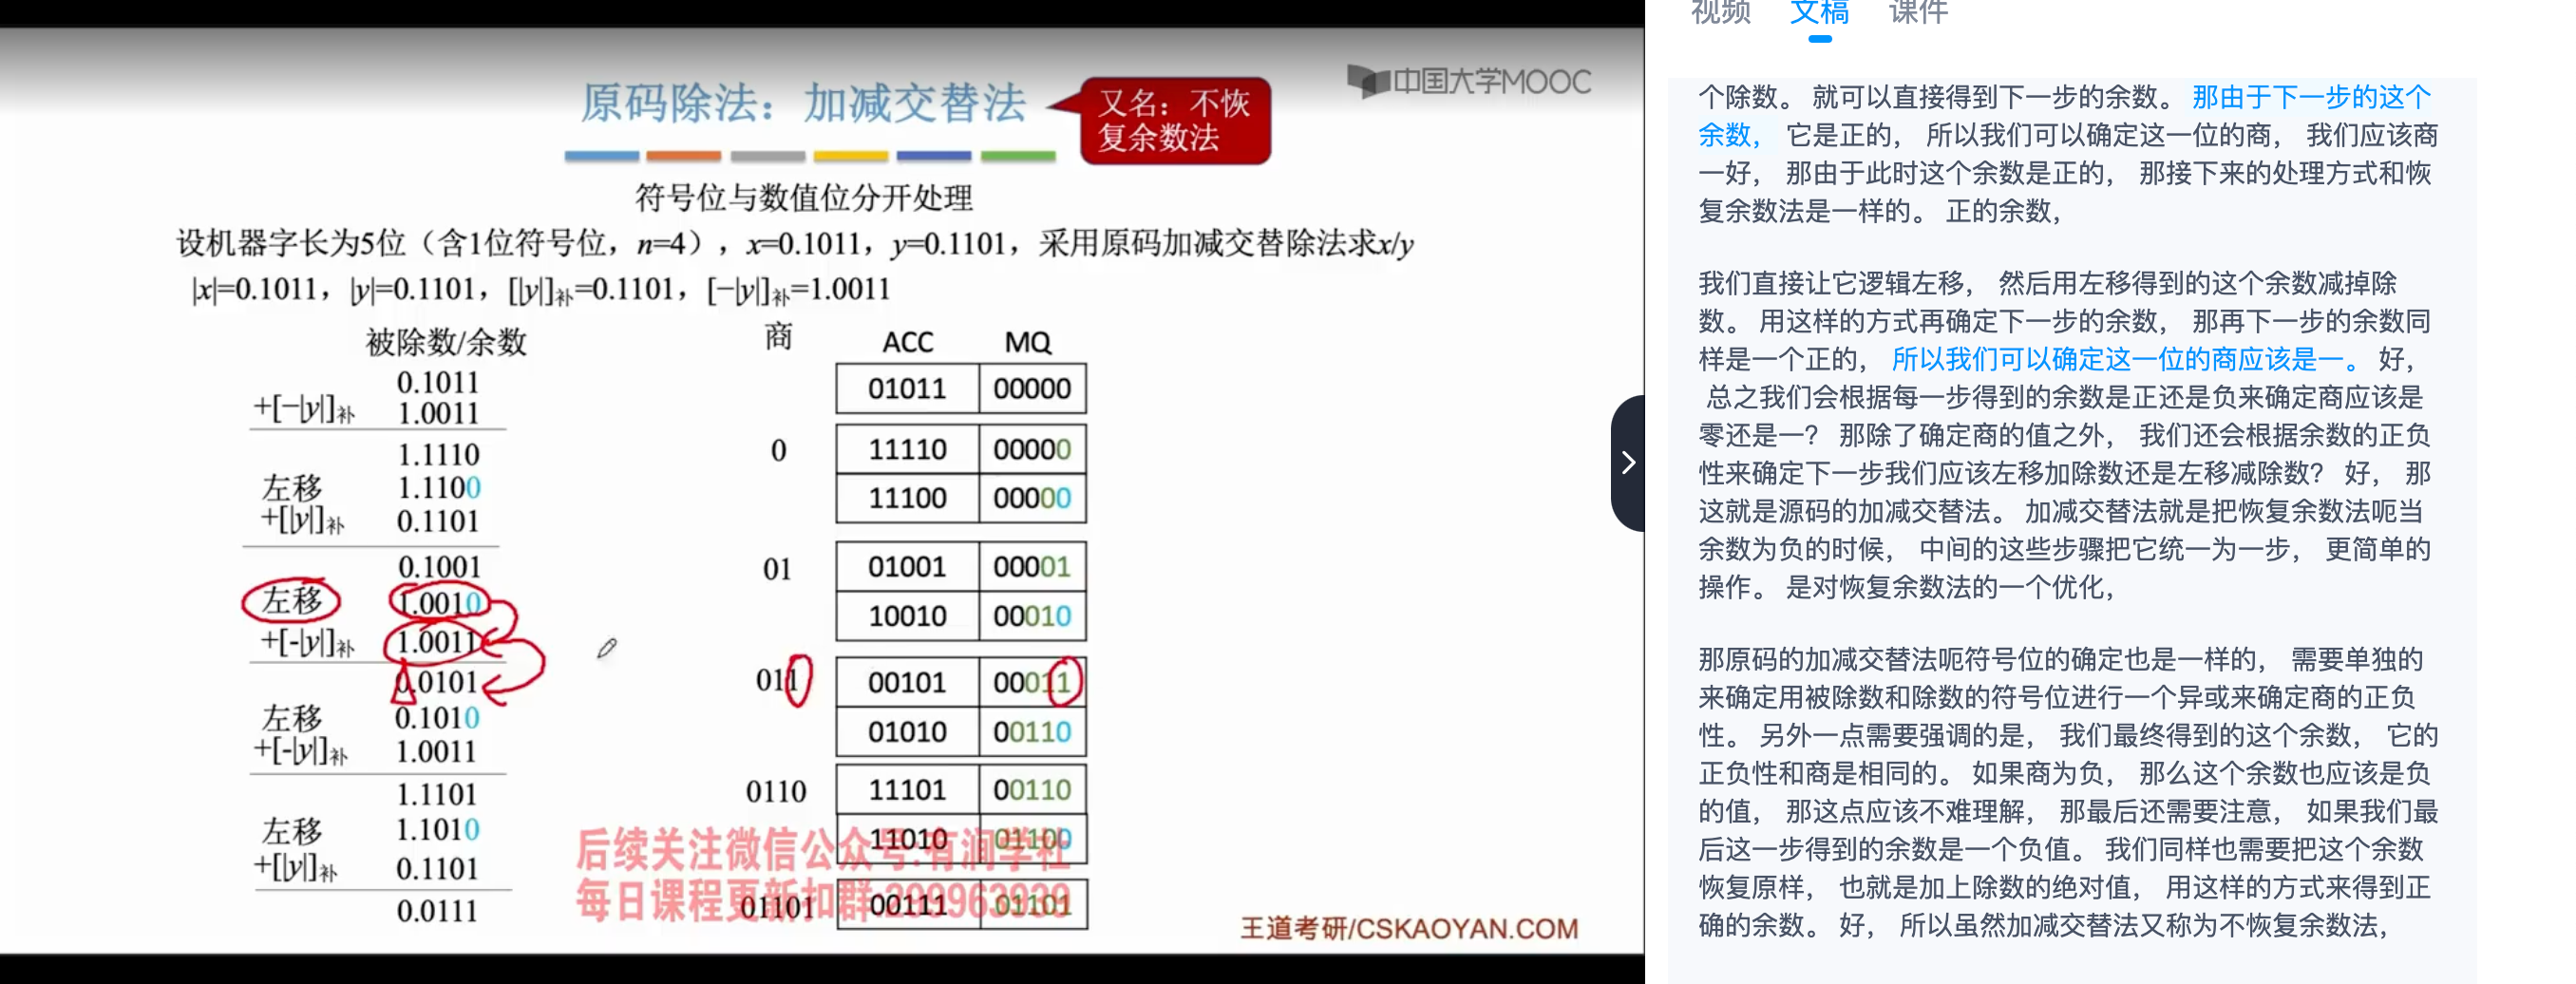 原码除法：加减交替法
又名：不恢
复余数法
中国大学MOOC
符号位与数值位分开处理
设机器字长为5位（含1位符号位，n=4），x=0.1011，y=0.1101，采用原码加减交替除法求x/y
|x|=0.1011，|y|=0.1101，[|y|]补=0.1101，[−|y|]补=1.0011
被除数/余数 商 ACC MQ
0.1011 01011 00000
+[−|y|]补 1.0011
1.1110 0 11110 00000
左移 1.1100 11100 00000
+[|y|]补 0.1101
0.1001 01 01001 00001
左移 1.0010 10010 00010
+[-|y|]补 1.0011
0.0101 011 00101 00011
左移 0.1010 01010 00110
+[-|y|]补 1.0011
1.1101 0110 11101 00110
左移 1.1010 11010 01100
+[|y|]补 0.1101
0.0111 01101 00111 01101
后续关注微信公众号:有润学社
每日课程更新扣群:299963939
王道考研/CSKAOYAN.COM
视频 文稿 课件
个除数。 就可以直接得到下一步的余数。 那由于下一步的这个
余数， 它是正的， 所以我们可以确定这一位的商， 我们应该商
一好， 那由于此时这个余数是正的， 那接下来的处理方式和恢
复余数法是一样的。 正的余数，
我们直接让它逻辑左移， 然后用左移得到的这个余数减掉除
数。 用这样的方式再确定下一步的余数， 那再下一步的余数同
样是一个正的， 所以我们可以确定这一位的商应该是一。 好，
总之我们会根据每一步得到的余数是正还是负来确定商应该是
零还是一？ 那除了确定商的值之外， 我们还会根据余数的正负
性来确定下一步我们应该左移加除数还是左移减除数？ 好， 那
这就是源码的加减交替法。 加减交替法就是把恢复余数法呃当
余数为负的时候， 中间的这些步骤把它统一为一步， 更简单的
操作。 是对恢复余数法的一个优化，
那原码的加减交替法呃符号位的确定也是一样的， 需要单独的
来确定用被除数和除数的符号位进行一个异或来确定商的正负
性。 另外一点需要强调的是， 我们最终得到的这个余数， 它的
正负性和商是相同的。 如果商为负， 那么这个余数也应该是负
的值， 那这点应该不难理解， 那最后还需要注意， 如果我们最
后这一步得到的余数是一个负值。 我们同样也需要把这个余数
恢复原样， 也就是加上除数的绝对值， 用这样的方式来得到正
确的余数。 好， 所以虽然加减交替法又称为不恢复余数法，